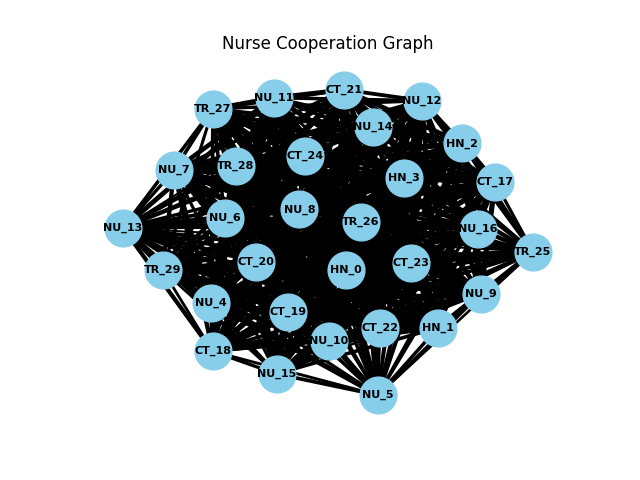 Nurse Cooperation Graph
CT_21
NU_11
NU_12
TR_27
NU_14
HN_2
CT_24
TR_28
NU_7
HN_3
CT_17
NU_8
NU_6
TR_26
NU_13
NU_16
TR_25
CT_20
CT_23
TR_29
HN_0
NU_9
NU_4
CT_19
CT_22
HN_1
NU_10
CT_18
NU_15
NU_5